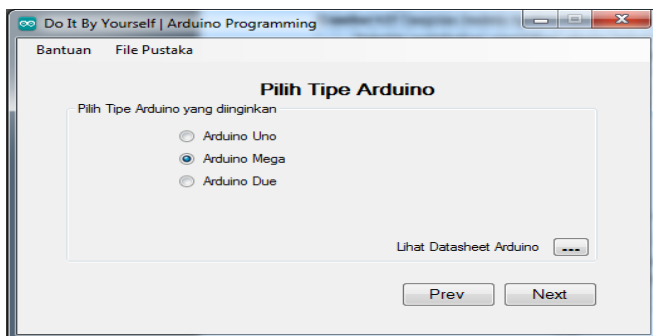 Do It By Yourself | Arduino Programming
Bantuan File Pustaka
Pilih Tipe Arduino
Pilih Tipe Arduino yang diinginkan
Arduino Uno
Arduino Mega
Arduino Due
Lihat Datasheet Arduino ...
Prev Next